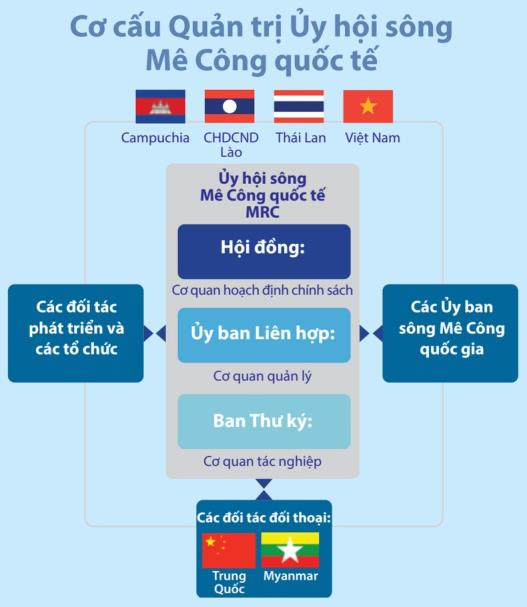 Cơ cấu Quản trị Ủy hội sông
Mê Công quốc tế
Campuchia
CHDCND
Lào
Thái Lan
Việt Nam
Ủy hội sông
Mê Công quốc tế
MRC
Hội đồng:
Cơ quan hoạch định chính sách
Các đối tác
phát triển và
các tổ chức
Ủy ban Liên hợp:
Cơ quan quản lý
Các Ủy ban
sông Mê Công
quốc gia
Ban Thư ký:
Cơ quan tác nghiệp
Các đối tác đối thoại:
Trung
Quốc
Myanmar